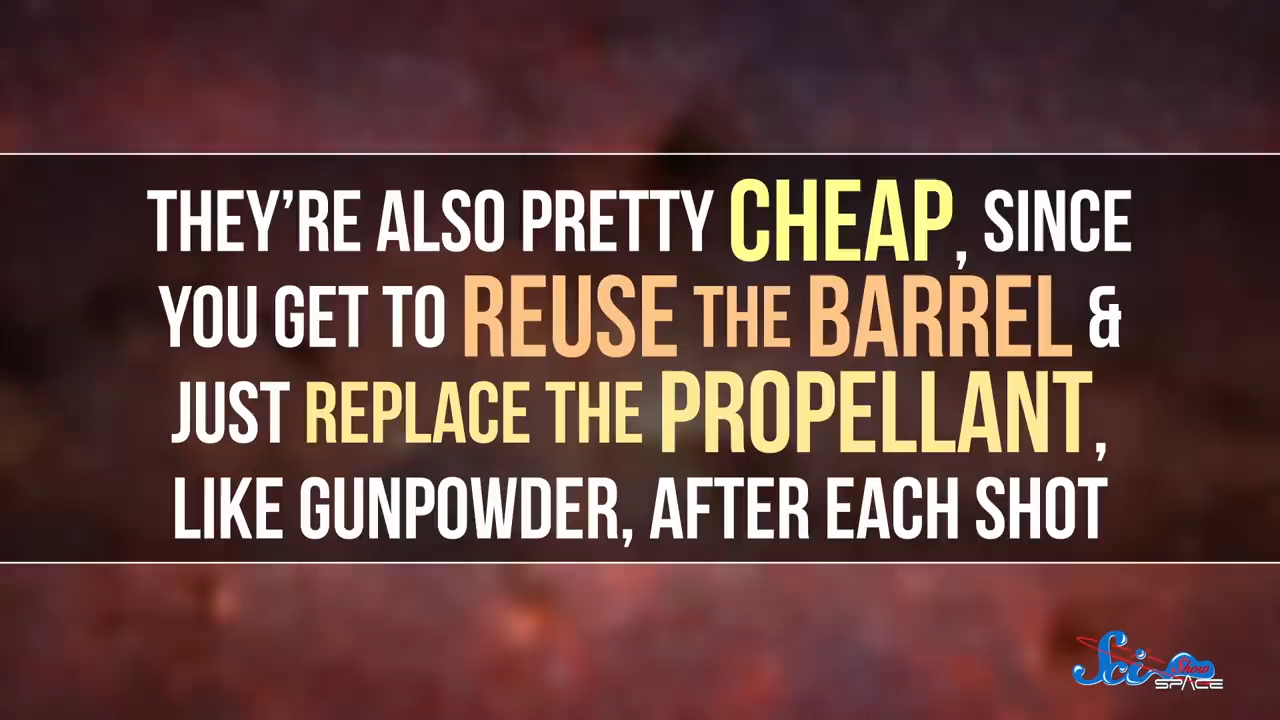 THEY'RE ALSO PRETTY CHEAP, SINCE
YOU GET TO REUSE THE BARREL &
JUST REPLACE THE PROPELLANT,
LIKE GUNPOWDER, AFTER EACH SHOT
Sci Show
SPACE